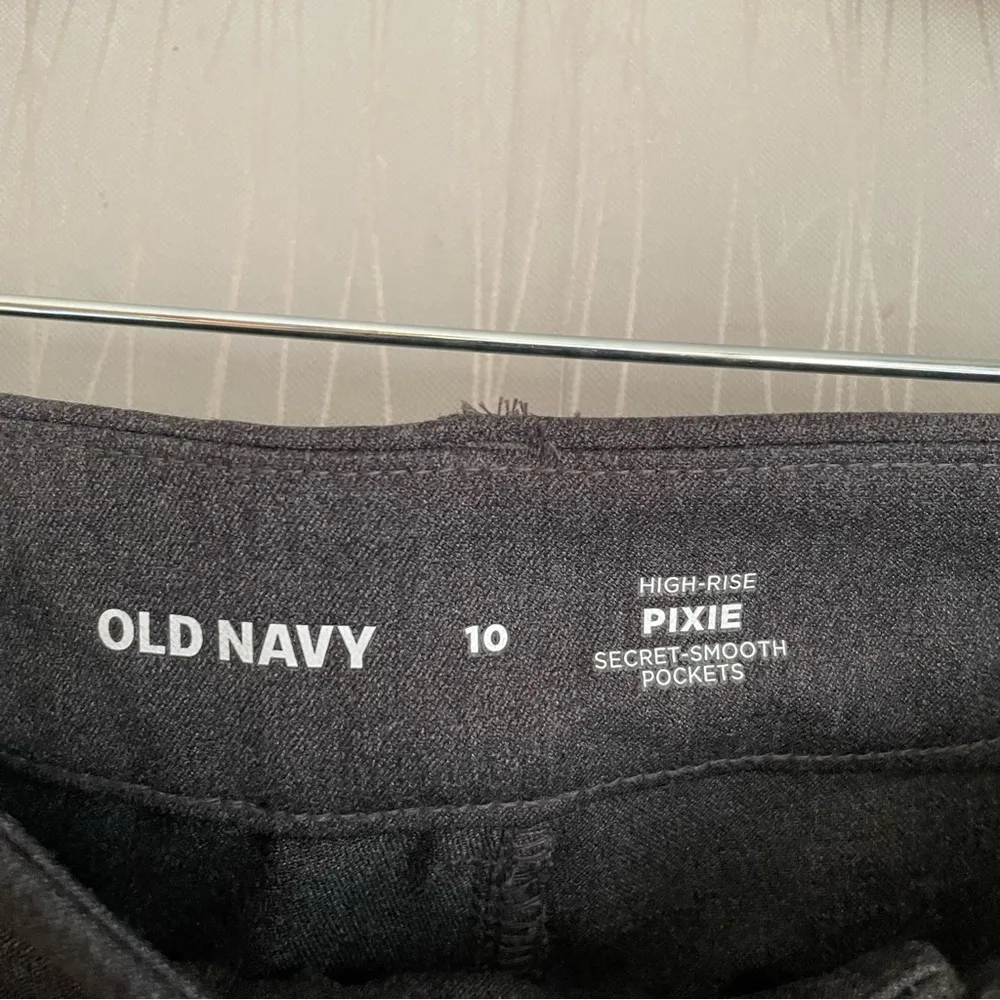 OLD NAVY
10
HIGH-RISE
PIXIE
SECRET-SMOOTH
POCKETS